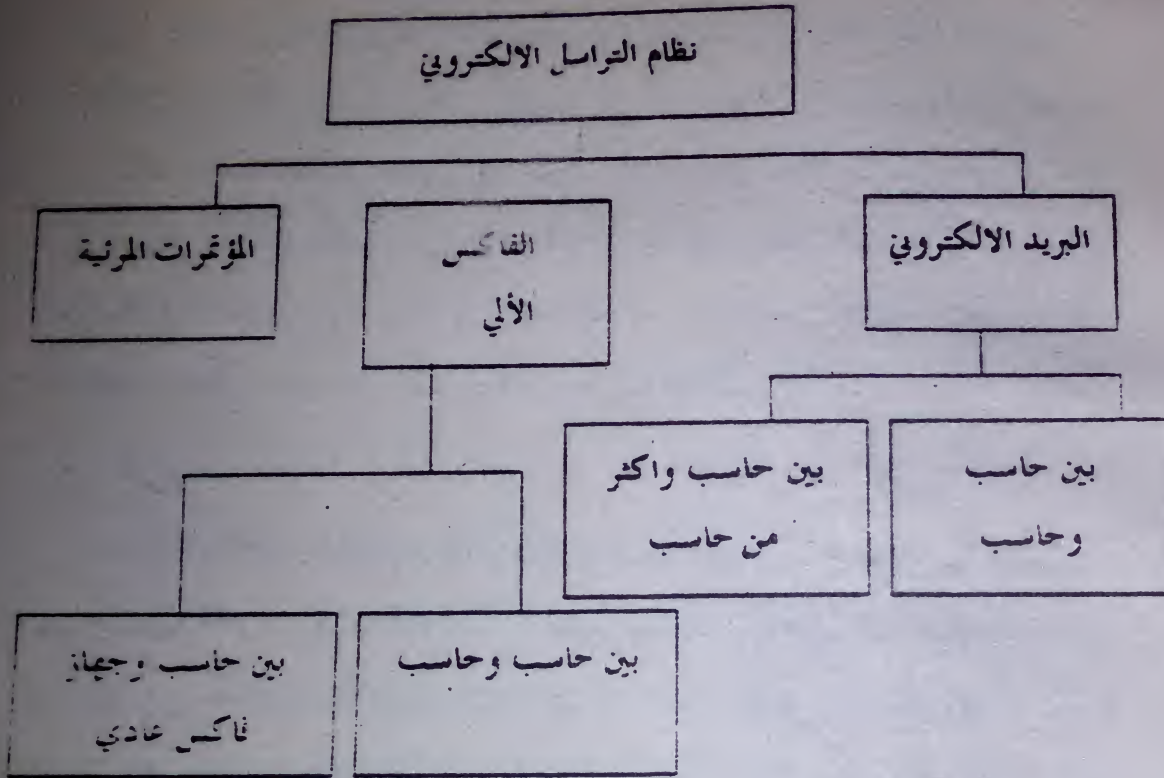 نظام التراسل الالكتروني
البريد الالكتروني
الفاكس
الألي
المؤتمرات المرئية
بين حاسب
وحاسب
بين حاسب واكثر
من حاسب
بين حاسب وحاسب
بين حاسب وجهاز
فاكس عادي